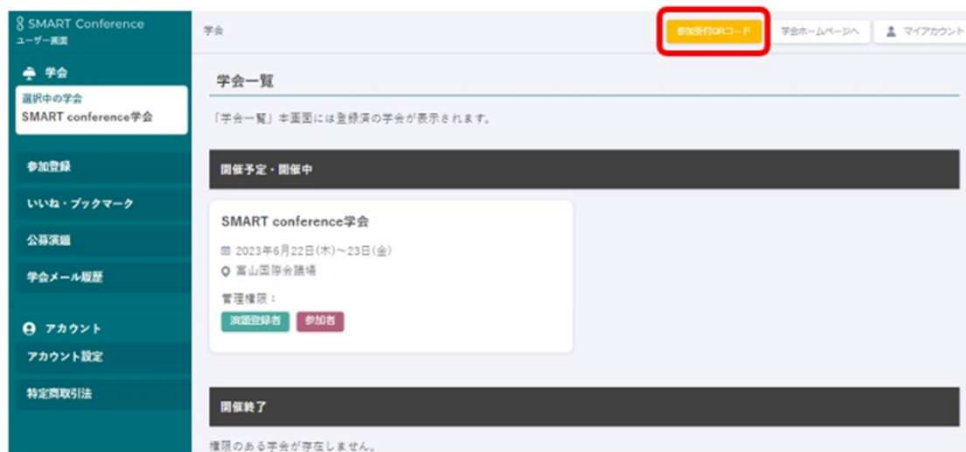 SMART Conference
ユーザー画面
学会
選択中の学会
SMART conference学会
参加登録
いいね・ブックマーク
公募演題
学会メール履歴
アカウント
アカウント設定
特定商取引法
学会
参加受付QRコード
学会ホームページへ
マイアカウント
学会一覧
「学会一覧」本画面には登録済の学会が表示されます。
開催予定・開催中
SMART conference学会
2023年6月22日(木)～23日(金)
富山国際会議場
管理権限：
演題登録者
参加者
開催終了
権限のある学会が存在しません。